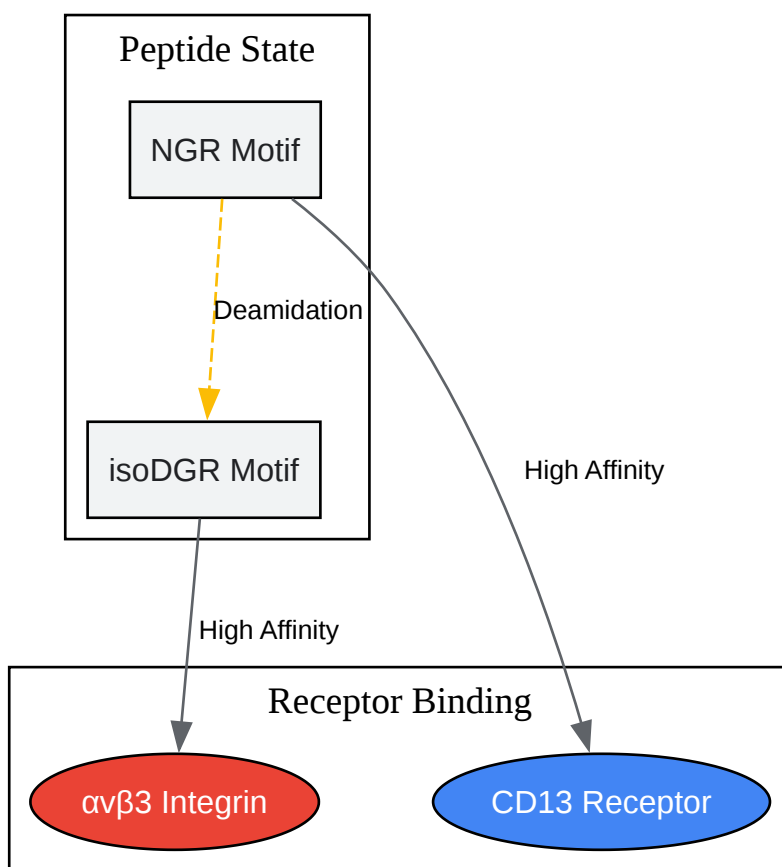 Peptide State
NGR Motif
Deamidation
isoDGR Motif
High Affinity
High Affinity
Receptor Binding
αvβ3 Integrin
CD13 Receptor